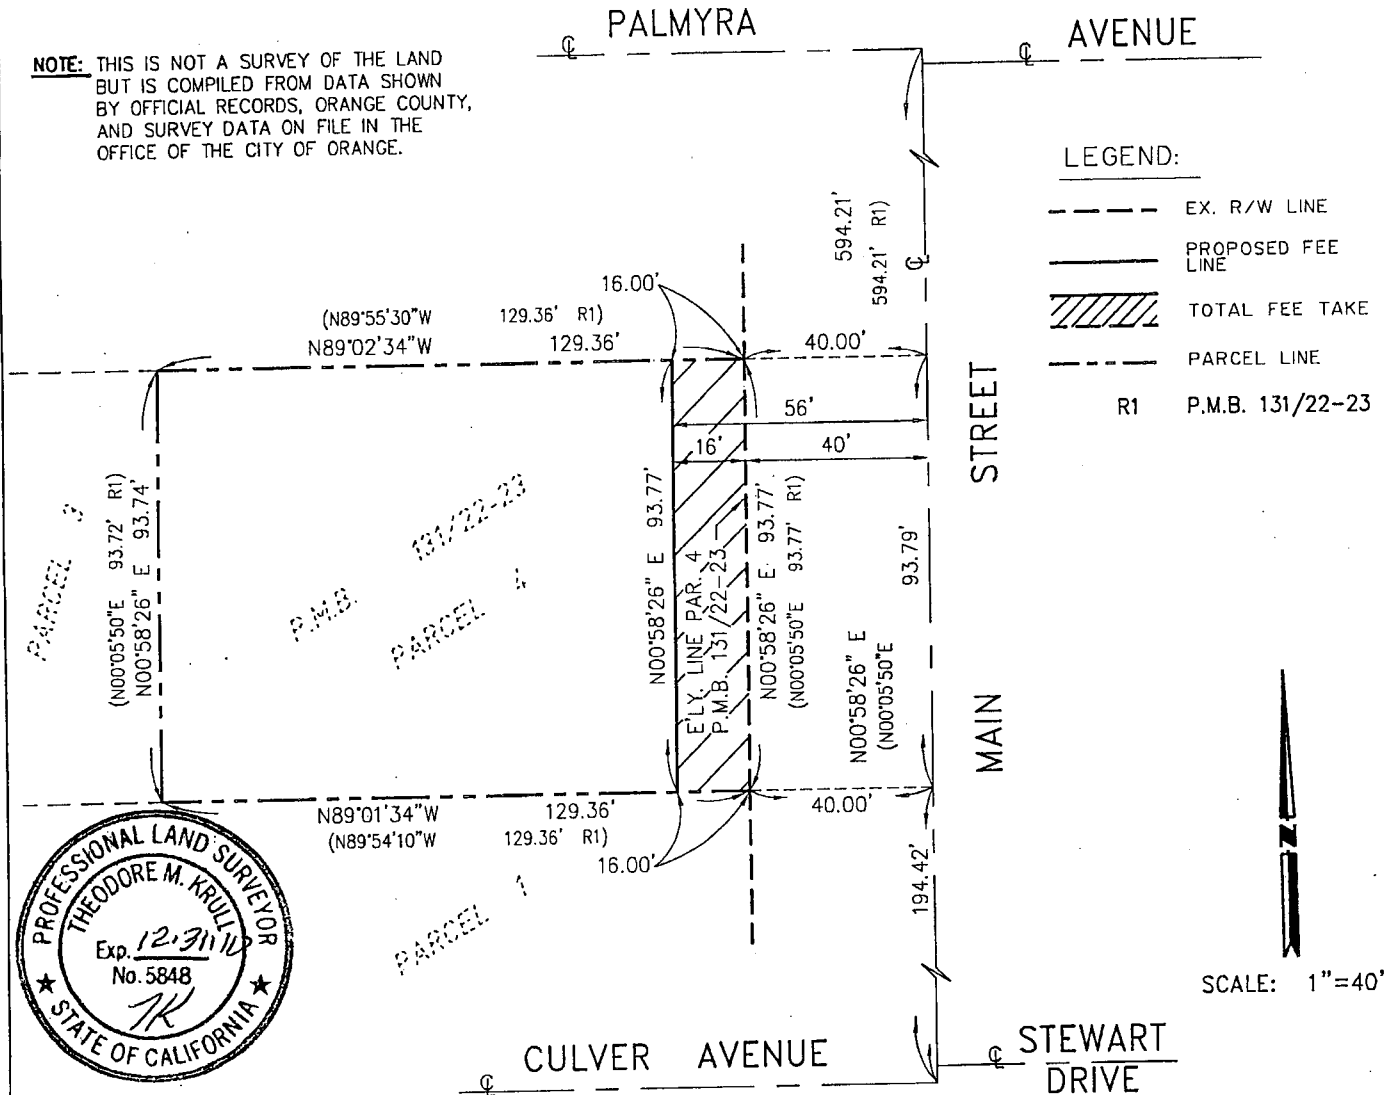 PALMYRA AVENUE
NOTE: THIS IS NOT A SURVEY OF THE LAND
BUT IS COMPILED FROM DATA SHOWN
BY OFFICIAL RECORDS, ORANGE COUNTY,
AND SURVEY DATA ON FILE IN THE
OFFICE OF THE CITY OF ORANGE.
LEGEND:
EX. R/W LINE
PROPOSED FEE
LINE
TOTAL FEE TAKE
PARCEL LINE
R1 P.M.B. 131/22-23
594.21'
594.21' R1)
16.00'
(N89°55'30"W 129.36' R1)
N89°02'34"W 129.36'
40.00'
56'
16' 40'
STREET
MAIN
PARCEL 3
(N00°05'50"E 93.72' R1)
N00°58'26" E 93.74'
P.M.B. 131/22-23
PARCEL 4
N00°58'26" E 93.77'
E'LY. LINE PAR. 4
P.M.B. 131/22-23
N00°58'26" E 93.77'
(N00°05'50"E 93.77' R1)
93.79'
N00°58'26" E
(N00°05'50"E
N89°01'34"W 129.36'
(N89°54'10"W 129.36' R1)
16.00'
40.00'
194.42'
PARCEL 1
PROFESSIONAL LAND SURVEYOR
THEODORE M. KRULL
Exp.
No. 5848
TK
STATE OF CALIFORNIA
N
SCALE: 1"=40'
CULVER AVENUE
STEWART
DRIVE